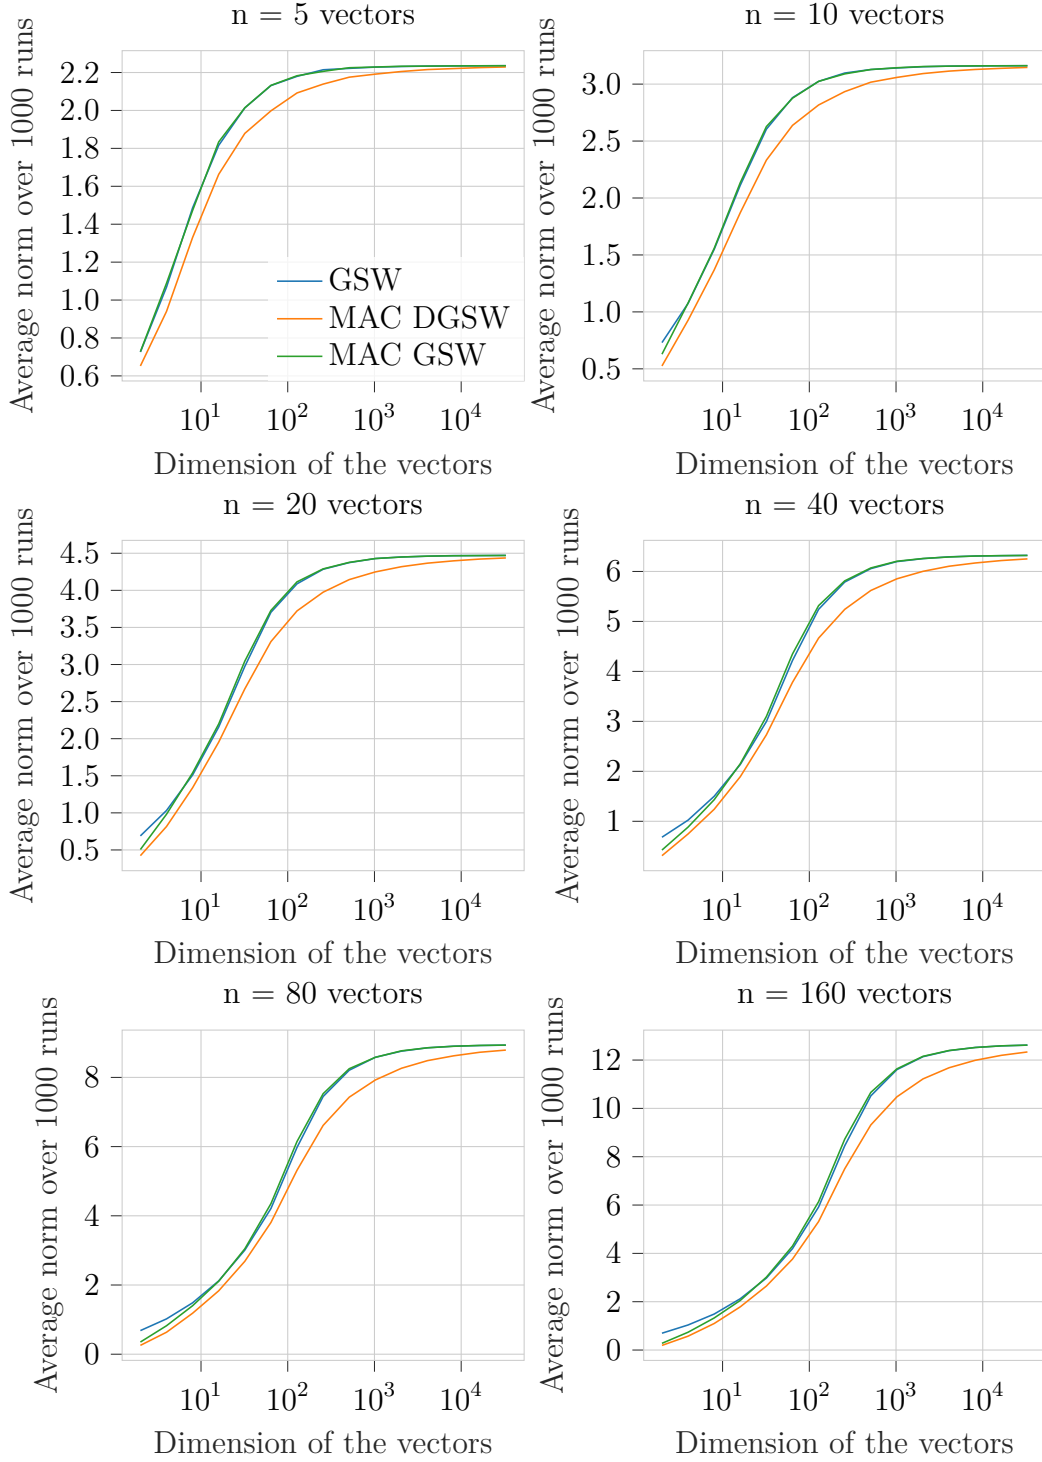 n = 5 vectors
Average norm over 1000 runs
2.2
2.0
1.8
1.6
1.4
1.2
1.0
0.8
0.6
GSW
MAC DGSW
MAC GSW
10¹ 10² 10³ 10⁴
Dimension of the vectors
n = 10 vectors
Average norm over 1000 runs
3.0
2.5
2.0
1.5
1.0
0.5
10¹ 10² 10³ 10⁴
Dimension of the vectors
n = 20 vectors
Average norm over 1000 runs
4.5
4.0
3.5
3.0
2.5
2.0
1.5
1.0
0.5
10¹ 10² 10³ 10⁴
Dimension of the vectors
n = 40 vectors
Average norm over 1000 runs
6
5
4
3
2
1
10¹ 10² 10³ 10⁴
Dimension of the vectors
n = 80 vectors
Average norm over 1000 runs
8
6
4
2
0
10¹ 10² 10³ 10⁴
Dimension of the vectors
n = 160 vectors
Average norm over 1000 runs
12
10
8
6
4
2
0
10¹ 10² 10³ 10⁴
Dimension of the vectors